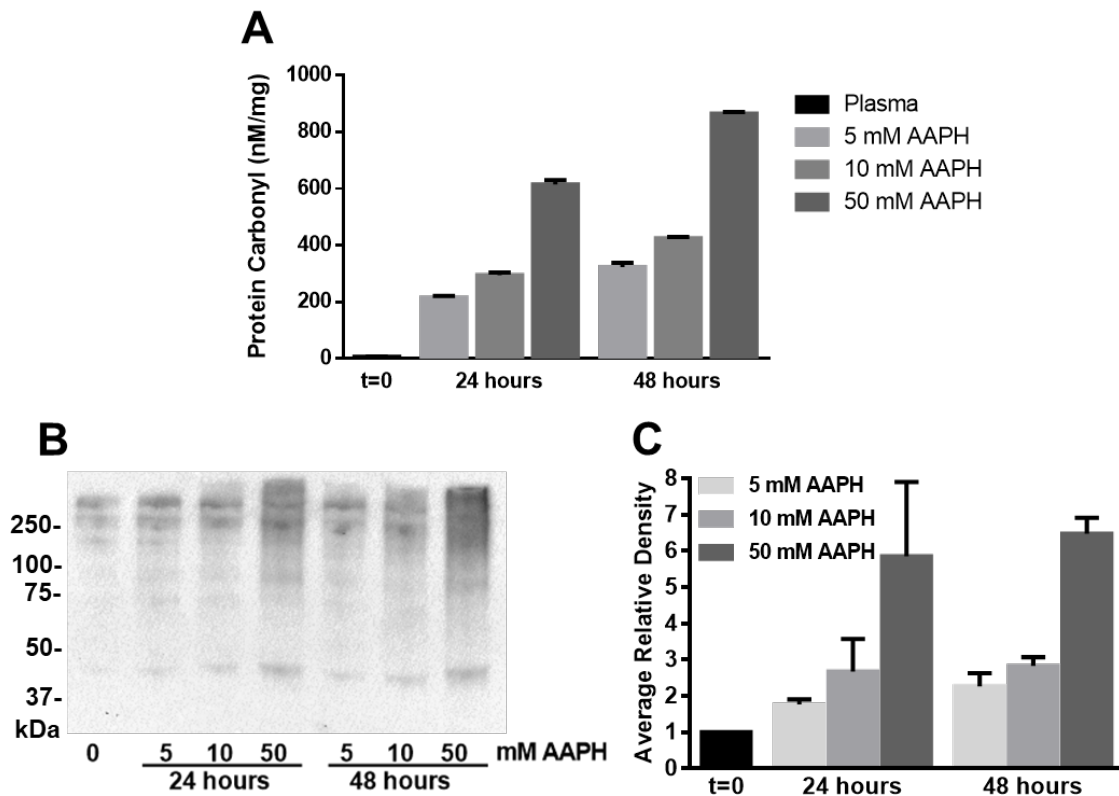 A
Protein Carbonyl (nM/mg)
1000
800
600
400
200
0
t=0 24 hours 48 hours
Plasma
5 mM AAPH
10 mM AAPH
50 mM AAPH
B
250-
100-
75-
50-
37-
kDa
0 5 10 50 5 10 50 mM AAPH
24 hours 48 hours
C
Average Relative Density
8
7
6
5
4
3
2
1
0
5 mM AAPH
10 mM AAPH
50 mM AAPH
t=0 24 hours 48 hours